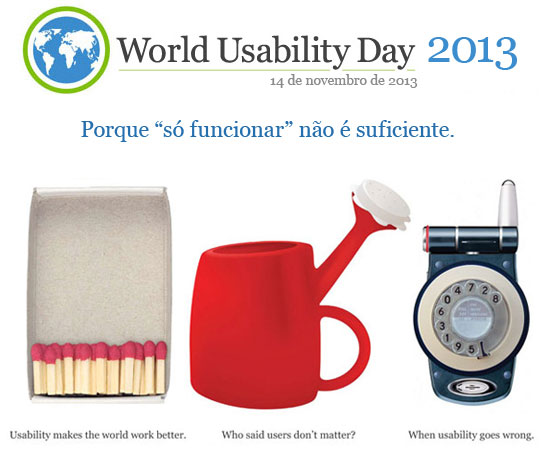 World Usability Day 2013
14 de novembro de 2013
Porque “só funcionar” não é suficiente.
Usability makes the world work better.
Who said users don’t matter?
When usability goes wrong.